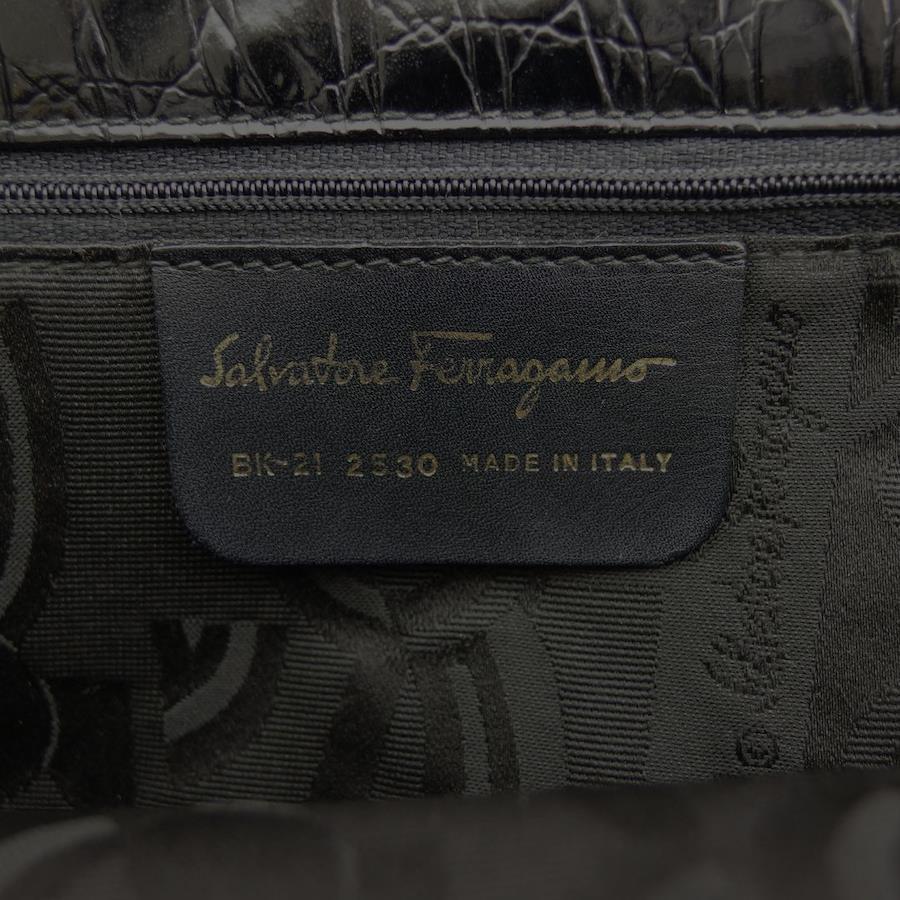 Salvatore Ferragamo
BK-21 2530 MADE IN ITALY
©